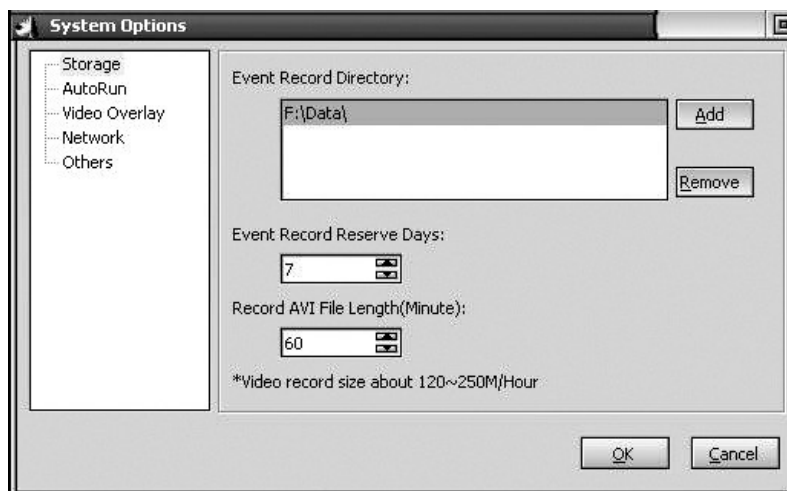 System Options
Storage
AutoRun
Video Overlay
Network
Others
Event Record Directory:
F:\Data\
Add
Remove
Event Record Reserve Days:
7
Record AVI File Length(Minute):
60
*Video record size about 120~250M/Hour
OK
Cancel